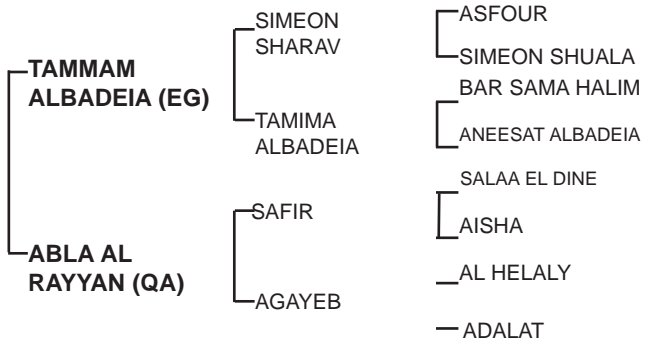 TAMMAM
ALBADEIA (EG)
ABLA AL
RAYYAN (QA)
SIMEON
SHARAV
TAMIMA
ALBADEIA
SAFIR
AGAYEB
ASFOUR
SIMEON SHUALA
BAR SAMA HALIM
ANEESAT ALBADEIA
SALAA EL DINE
AISHA
AL HELALY
ADALAT